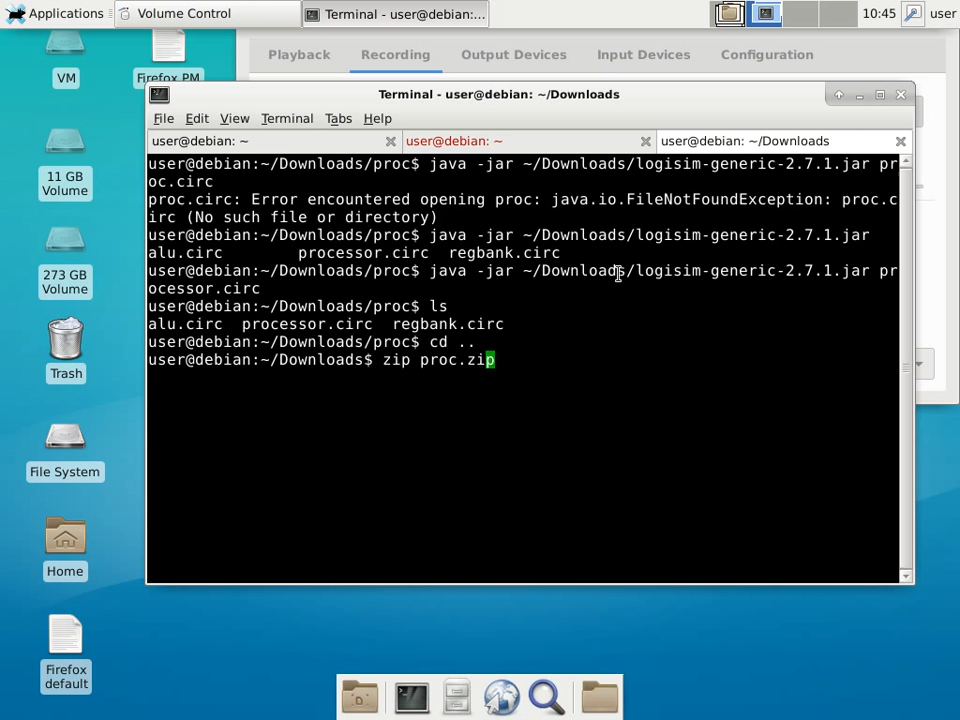 Applications
Volume Control
Terminal - user@debian:...
10:45
user
VM
Firefox PM
11 GB
Volume
273 GB
Volume
Trash
File System
Home
Firefox
default
Playback
Recording
Output Devices
Input Devices
Configuration
Terminal - user@debian: ~/Downloads
File Edit View Terminal Tabs Help
user@debian: ~
user@debian: ~
user@debian: ~/Downloads
user@debian:~/Downloads/proc$ java -jar ~/Downloads/logisim-generic-2.7.1.jar pr
oc.circ
proc.circ: Error encountered opening proc: java.io.FileNotFoundException: proc.c
irc (No such file or directory)
user@debian:~/Downloads/proc$ java -jar ~/Downloads/logisim-generic-2.7.1.jar
alu.circ        processor.circ  regbank.circ
user@debian:~/Downloads/proc$ java -jar ~/Downloads/logisim-generic-2.7.1.jar pr
ocessor.circ
user@debian:~/Downloads/proc$ ls
alu.circ  processor.circ  regbank.circ
user@debian:~/Downloads/proc$ cd ..
user@debian:~/Downloads$ zip proc.zip